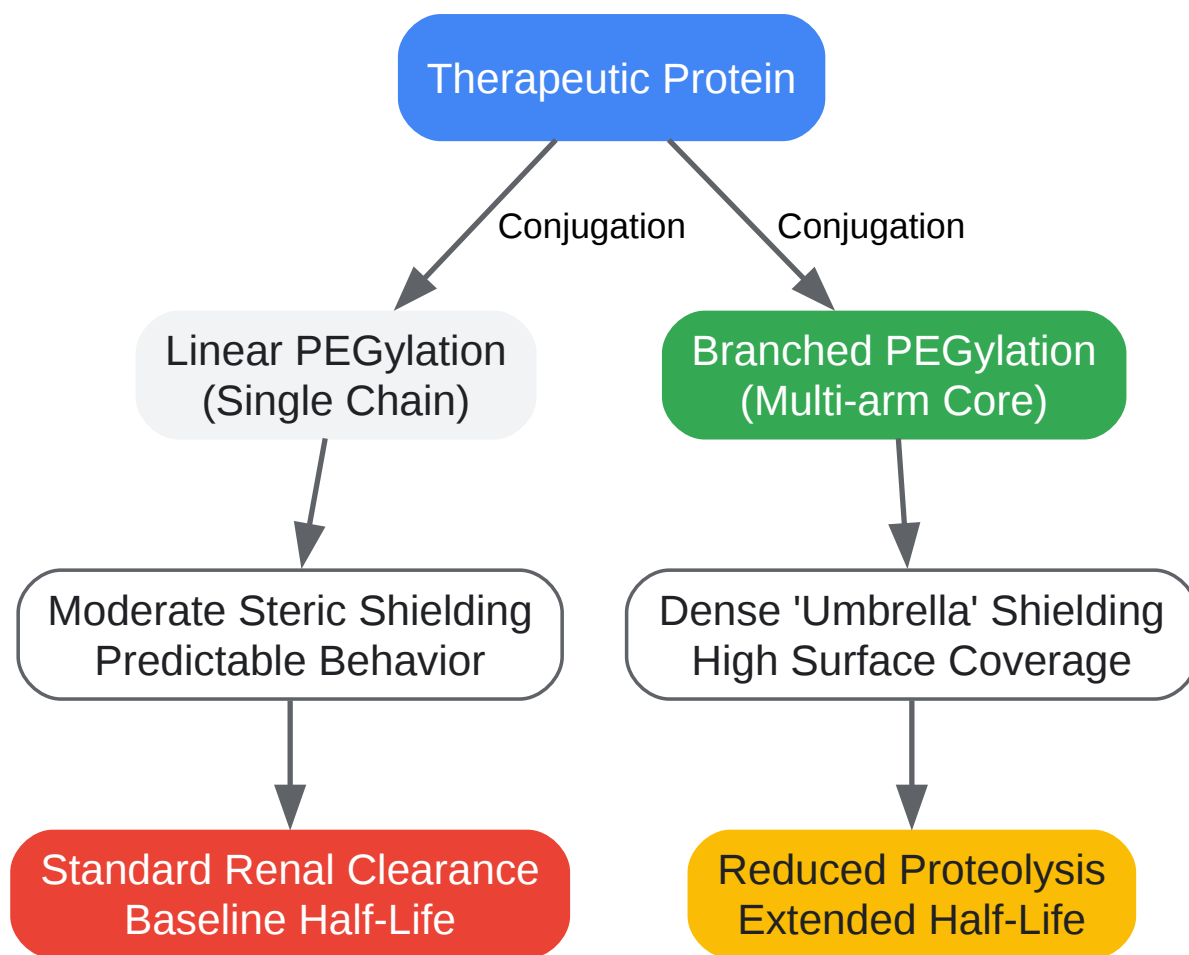 Therapeutic Protein
Conjugation
Conjugation
Linear PEGylation
(Single Chain)
Branched PEGylation
(Multi-arm Core)
Moderate Steric Shielding
Predictable Behavior
Dense 'Umbrella' Shielding
High Surface Coverage
Standard Renal Clearance
Baseline Half-Life
Reduced Proteolysis
Extended Half-Life